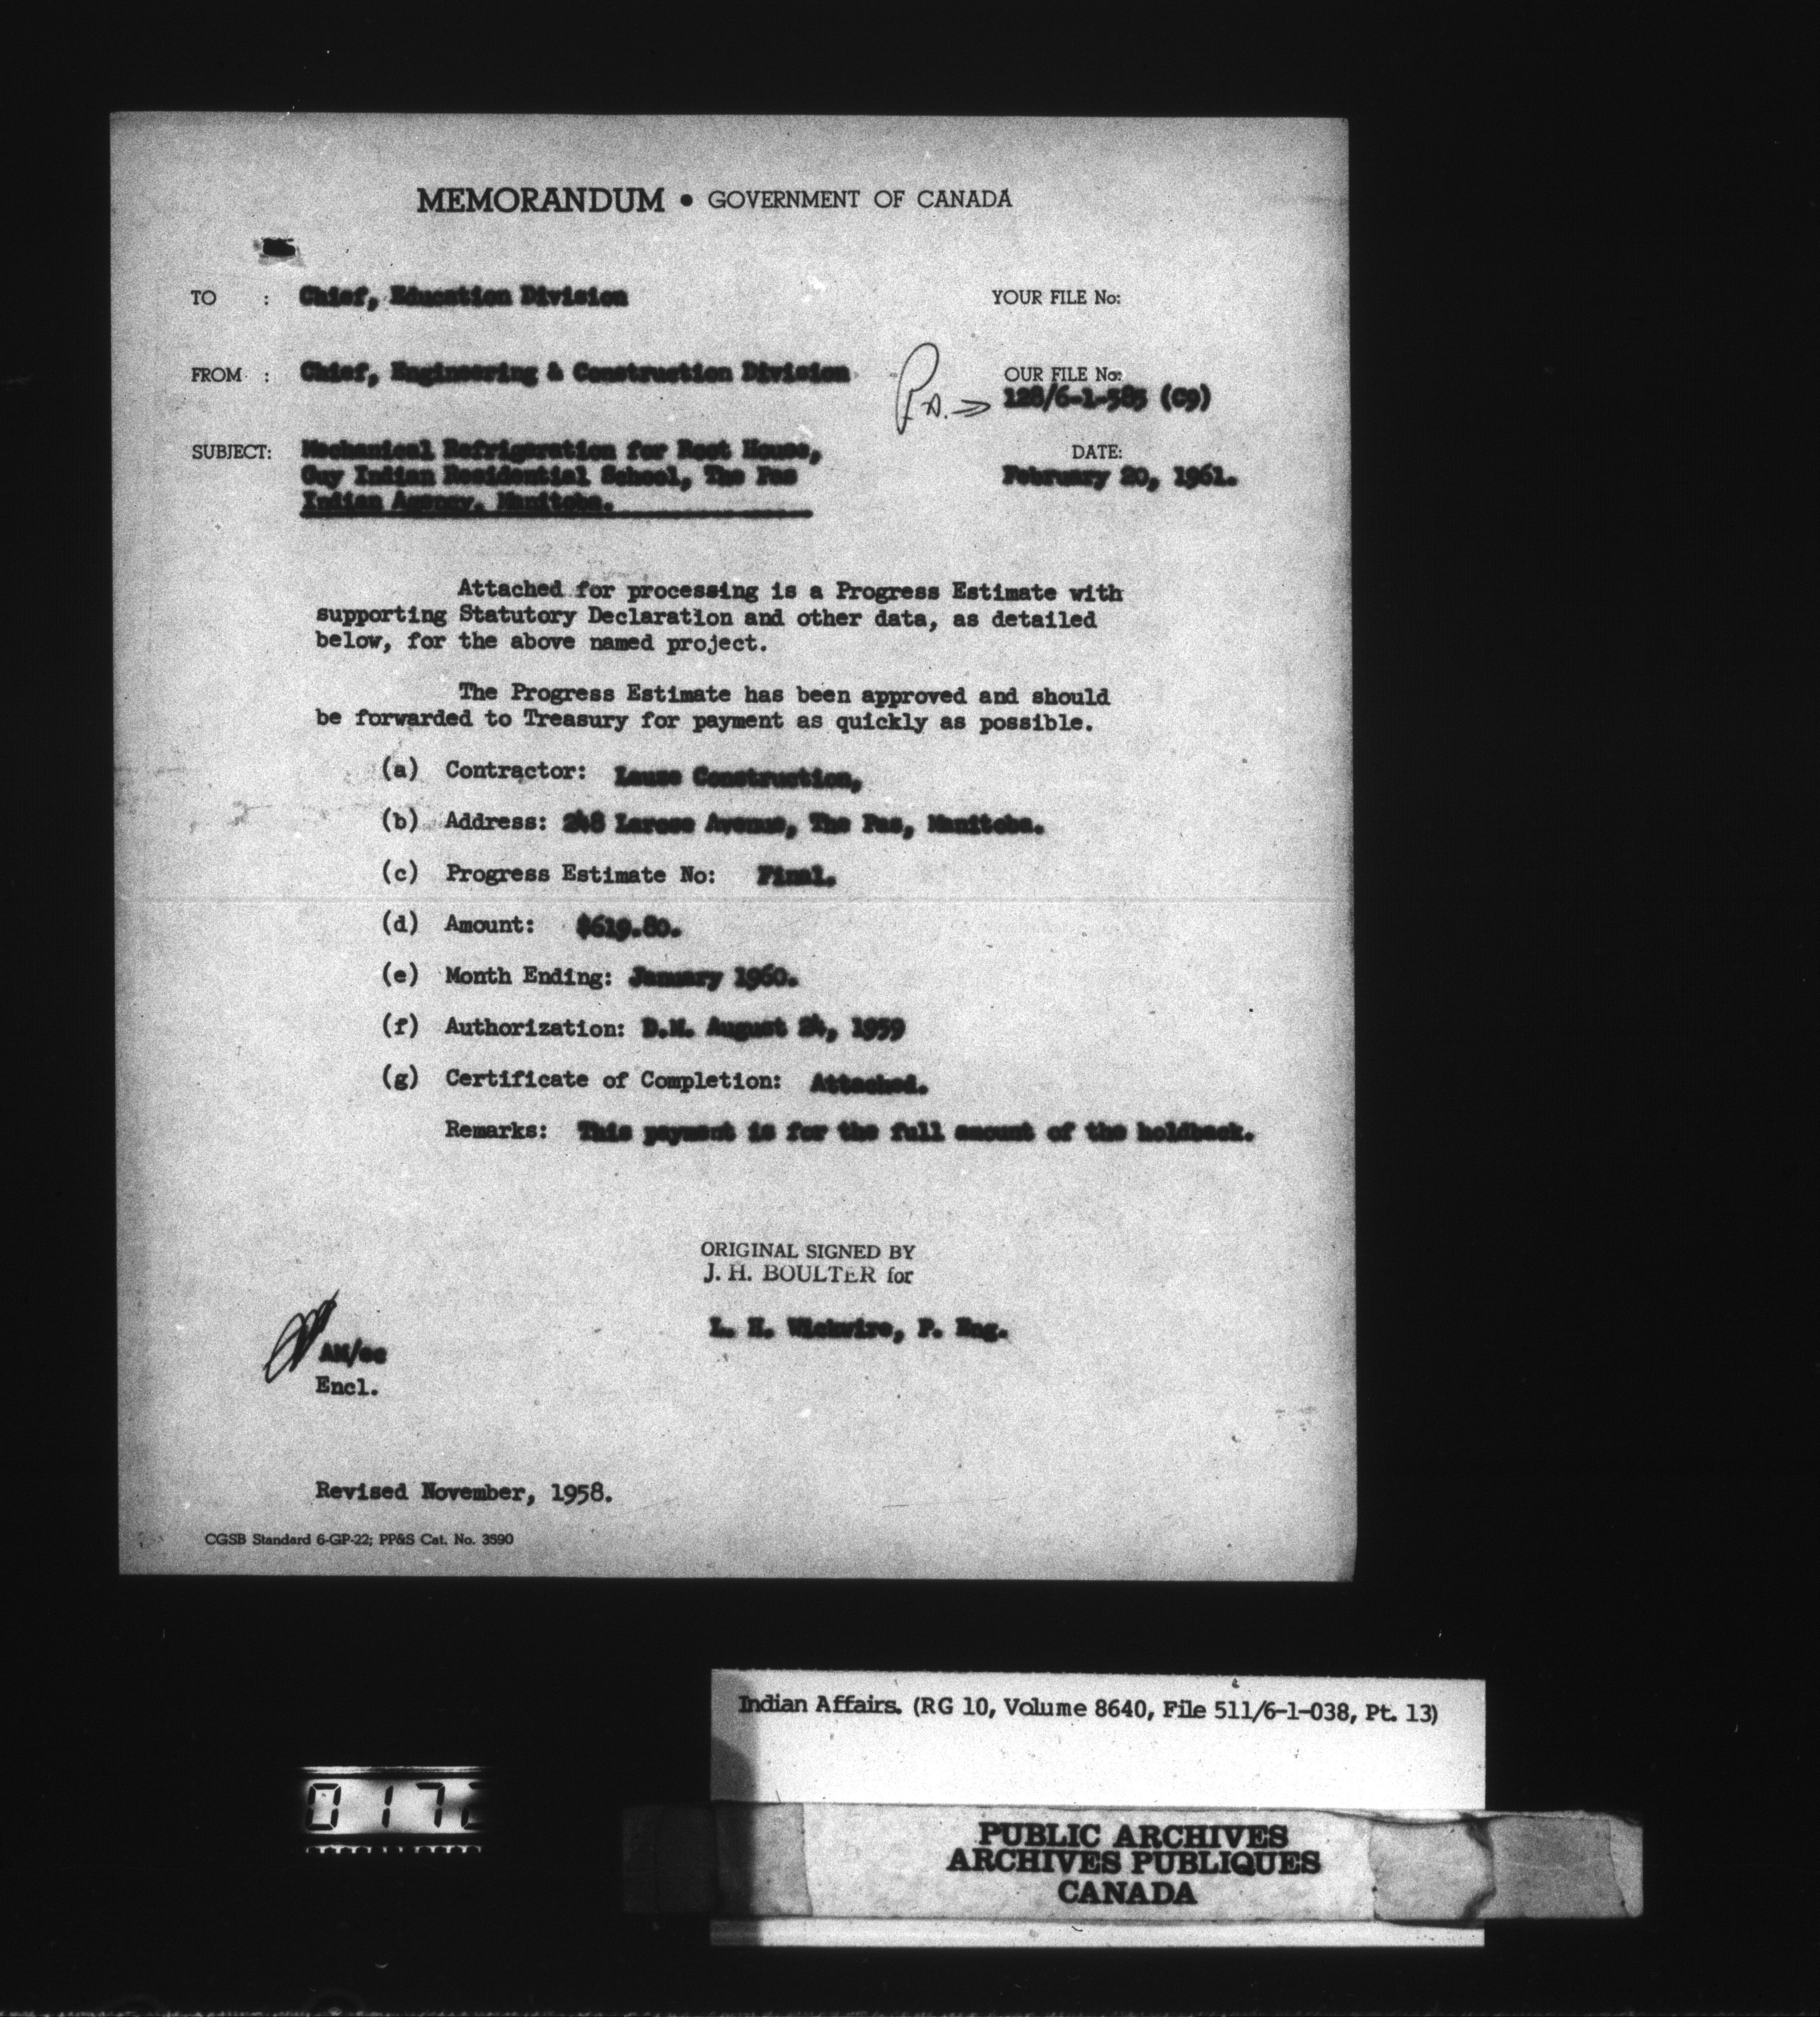 MEMORANDUM • GOVERNMENT OF CANADA
TO : Chief, Education Division
YOUR FILE No:
FROM : Chief, Engineering & Construction Division
OUR FILE No:
128/6-1-585 (C9)
SUBJECT: Mechanical Refrigeration for Root House,
Guy Indian Residential School, The Pas
Indian Agency, Manitoba.
DATE:
February 20, 1961.
Attached for processing is a Progress Estimate with
supporting Statutory Declaration and other data, as detailed
below, for the above named project.
The Progress Estimate has been approved and should
be forwarded to Treasury for payment as quickly as possible.
(a) Contractor: Lauze Construction,
(b) Address: 248 Larose Avenue, The Pas, Manitoba.
(c) Progress Estimate No: Final.
(d) Amount: $619.80.
(e) Month Ending: January 1960.
(f) Authorization: D.M. August 24, 1959
(g) Certificate of Completion: Attached.
Remarks: This payment is for the full amount of the holdback.
ORIGINAL SIGNED BY
J. H. BOULTER for
L. H. Wickwire, P. Eng.
Encl.
Revised November, 1958.
CGSB Standard 6-GP-22; PP&S Cat. No. 3590
Indian Affairs. (RG 10, Volume 8640, File 511/6-1-038, Pt. 13)
PUBLIC ARCHIVES
ARCHIVES PUBLIQUES
CANADA